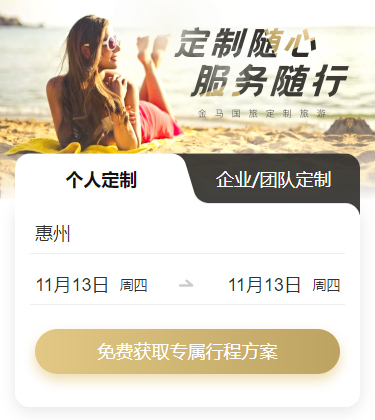 定制随心
服务随行
金马国旅定制旅游
个人定制
企业/团队定制
惠州
11月13日 周四 → 11月13日 周四
免费获取专属行程方案